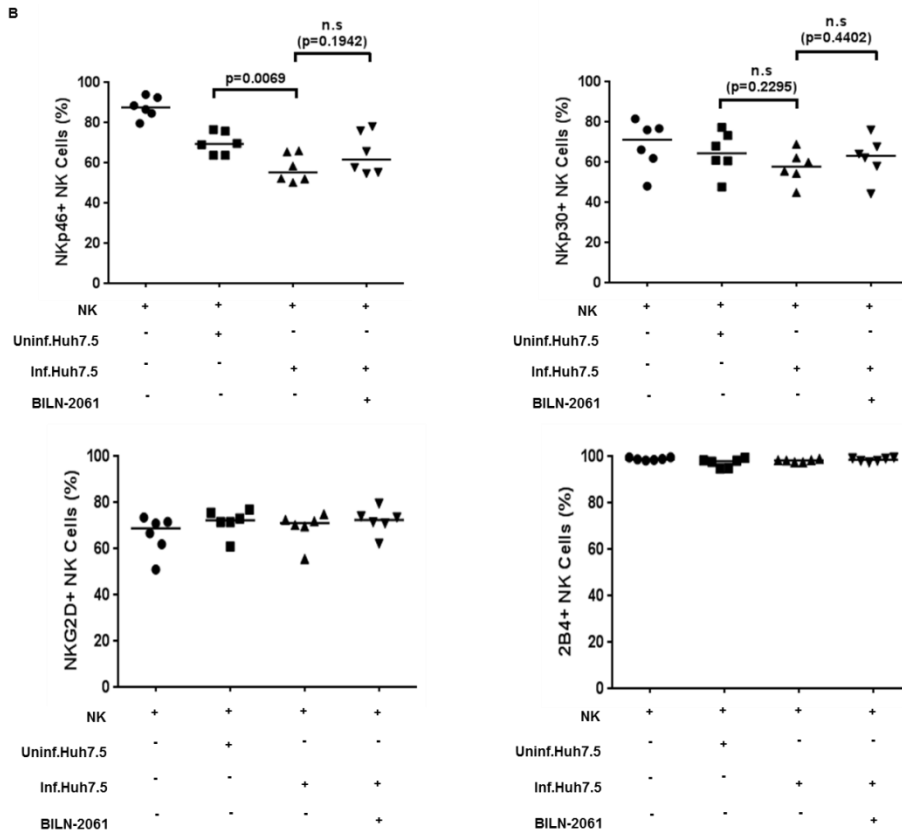 B
n.s
(p=0.1942)
p=0.0069
NKp46+ NK Cells (%)
100
80
60
40
20
0
NK + + + +
Uninf.Huh7.5 - + - -
Inf.Huh7.5 - - + +
BILN-2061 - - - +
n.s
(p=0.4402)
n.s
(p=0.2295)
NKp30+ NK Cells (%)
100
80
60
40
20
0
NK + + + +
Uninf.Huh7.5 - + - -
Inf.Huh7.5 - - + +
BILN-2061 - - - +
NKG2D+ NK Cells (%)
100
80
60
40
20
0
NK + + + +
Uninf.Huh7.5 - + - -
Inf.Huh7.5 - - + +
BILN-2061 - - - +
2B4+ NK Cells (%)
100
80
60
40
20
0
NK + + + +
Uninf.Huh7.5 - + - -
Inf.Huh7.5 - - + +
BILN-2061 - - - +